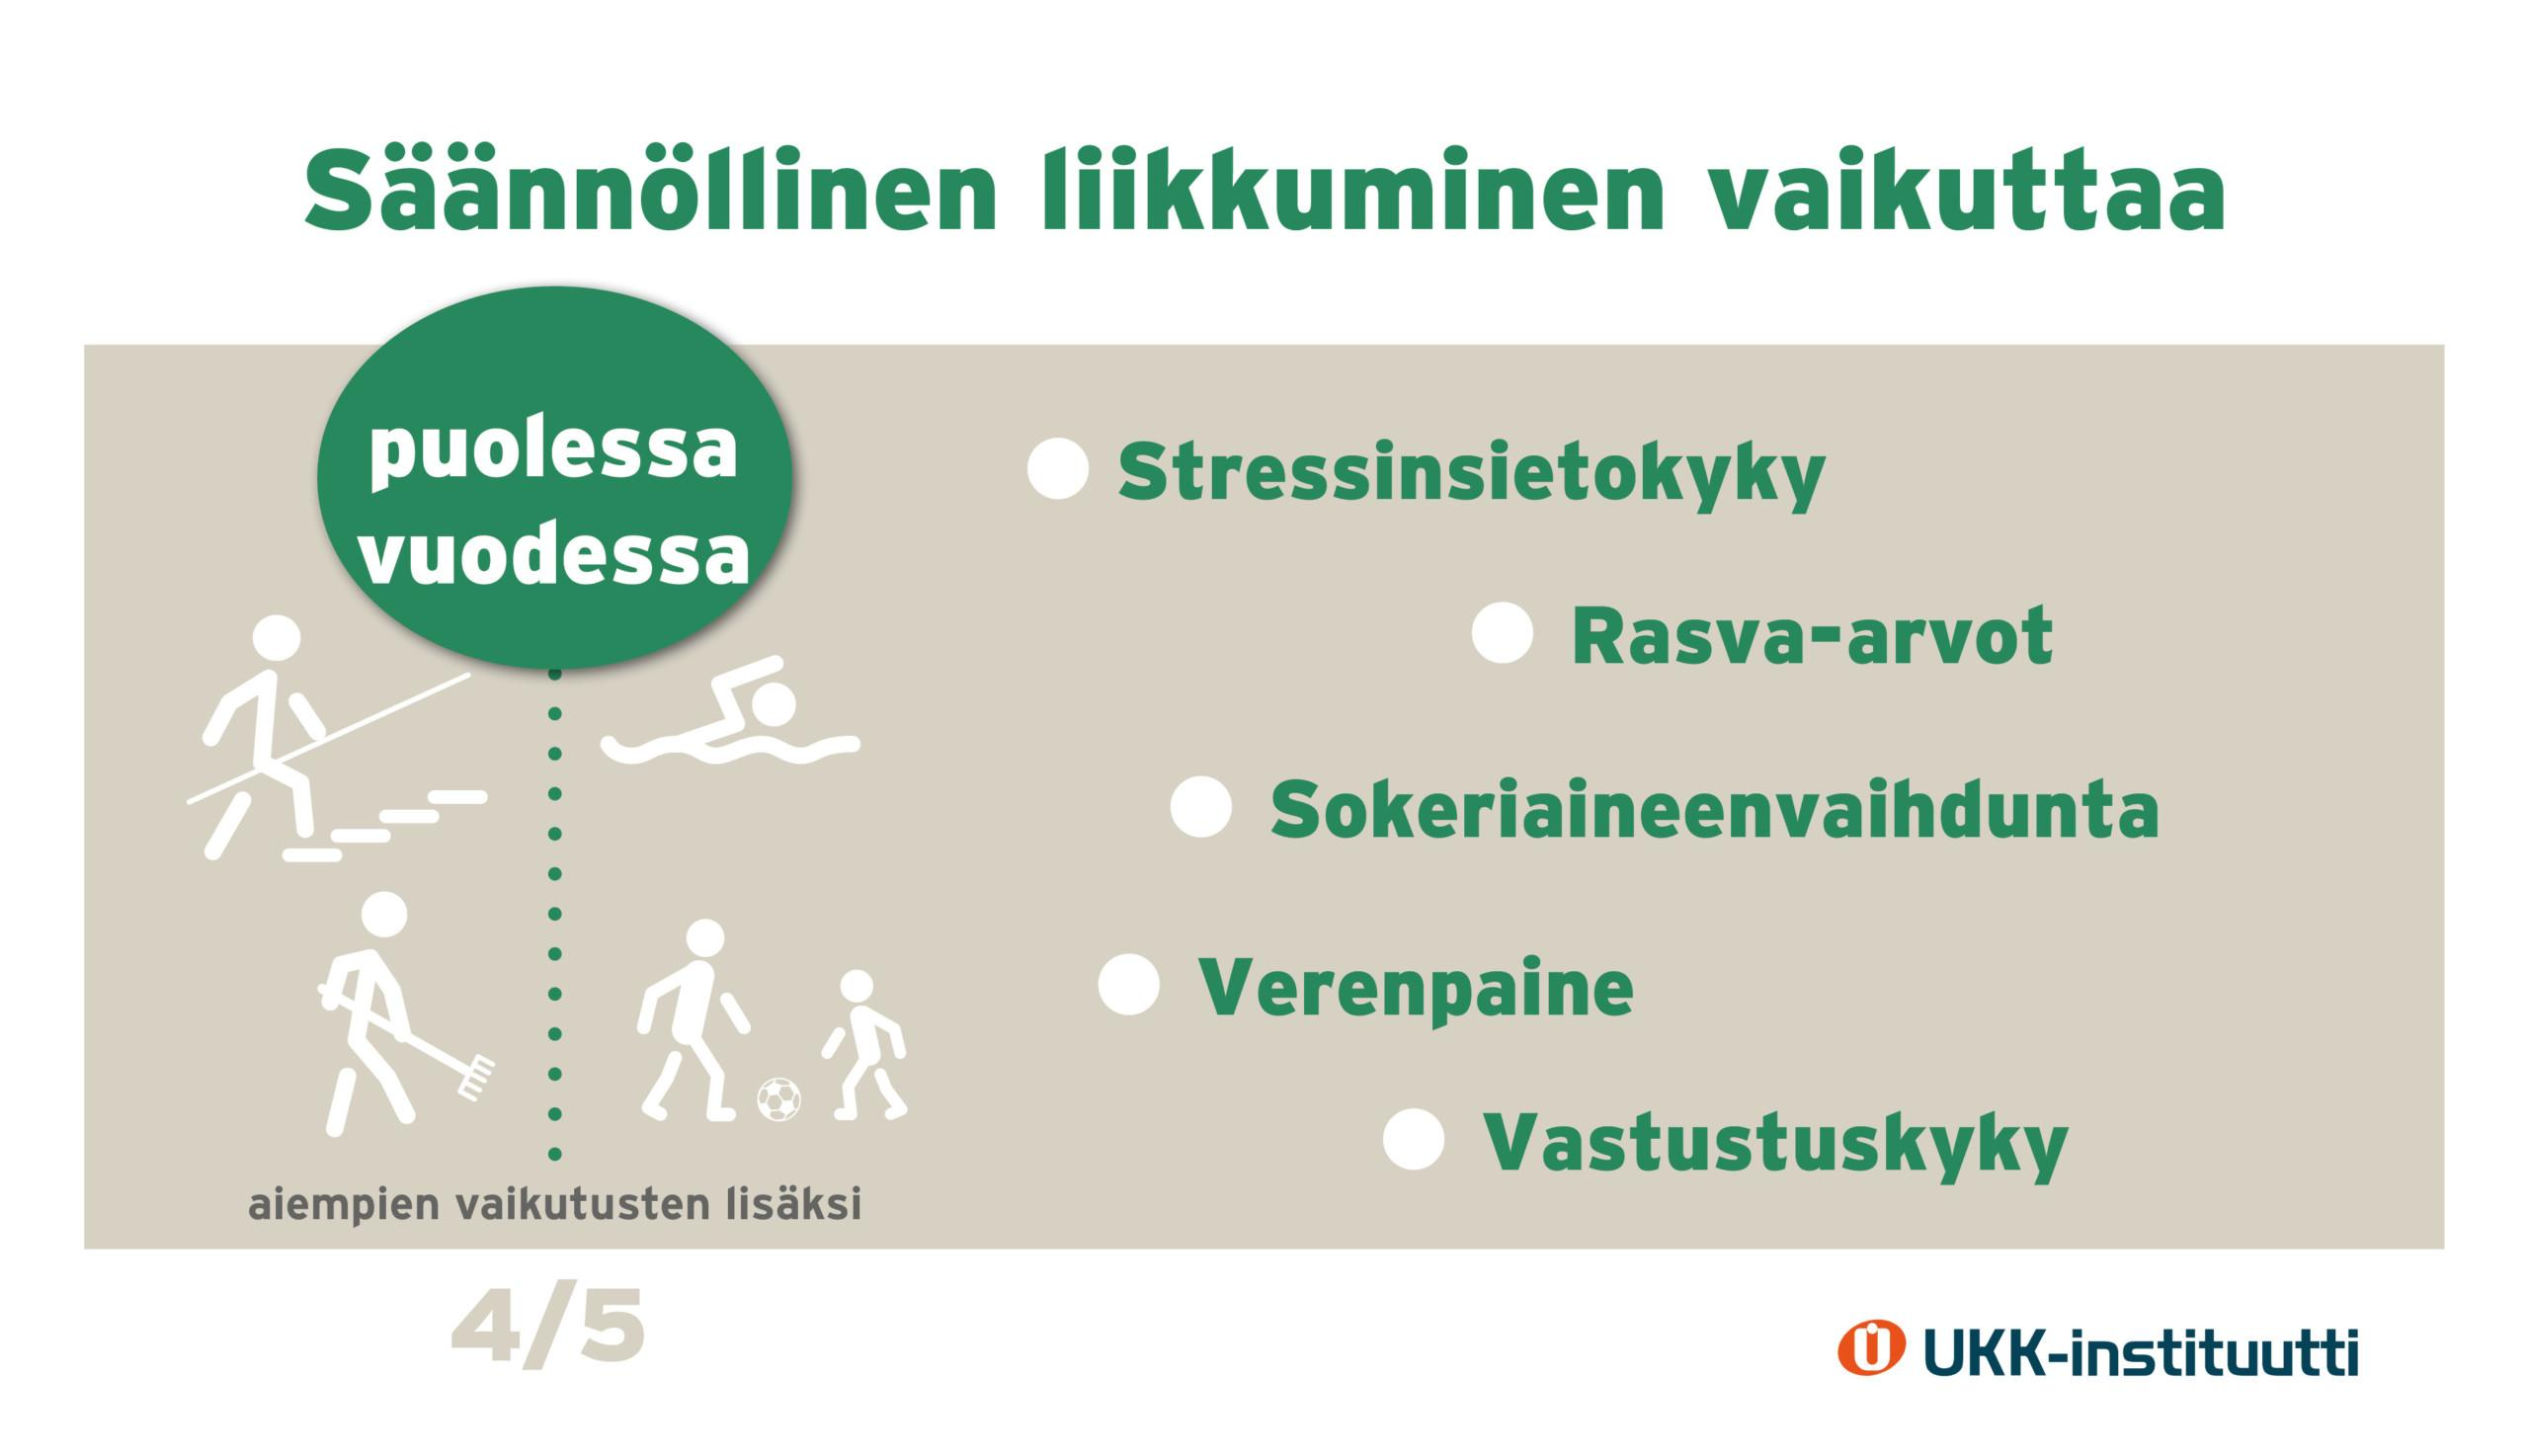 Säännöllinen liikkuminen vaikuttaa
puolessa
vuodessa
Stressinsietokyky
Rasva-arvot
Sokeriaineenvaihdunta
Verenpaine
Vastustuskyky
aiempien vaikutusten lisäksi
4/5
UKK-instituutti